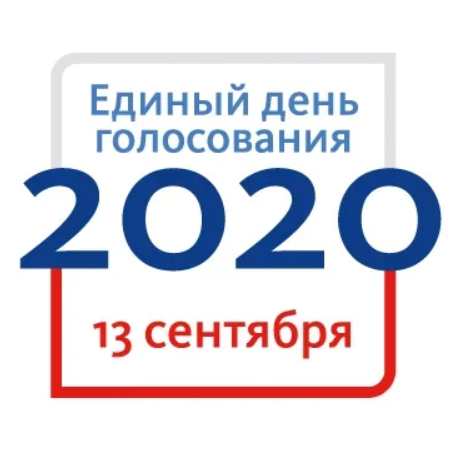 Единый день
голосования
2020
13 сентября